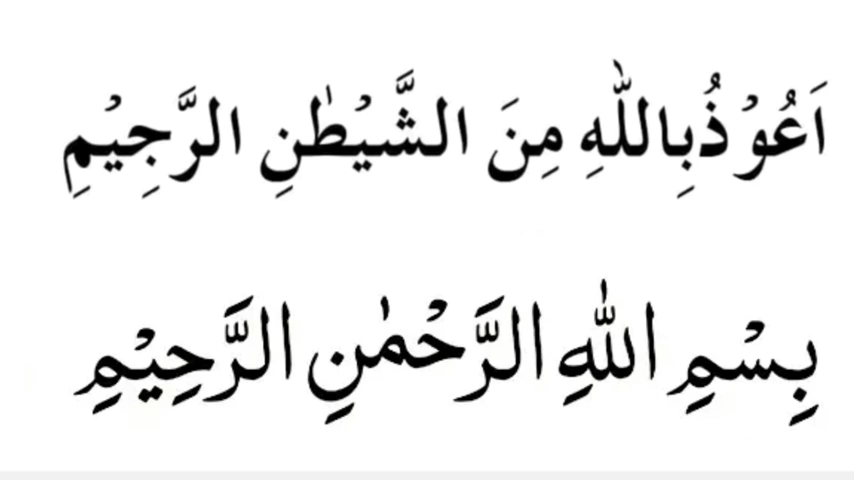 اَعُوْذُبِاللّٰهِ مِنَ الشَّيْطٰنِ الرَّجِيْمِ
بِسْمِ اللّٰهِ الرَّحْمٰنِ الرَّحِيْمِ